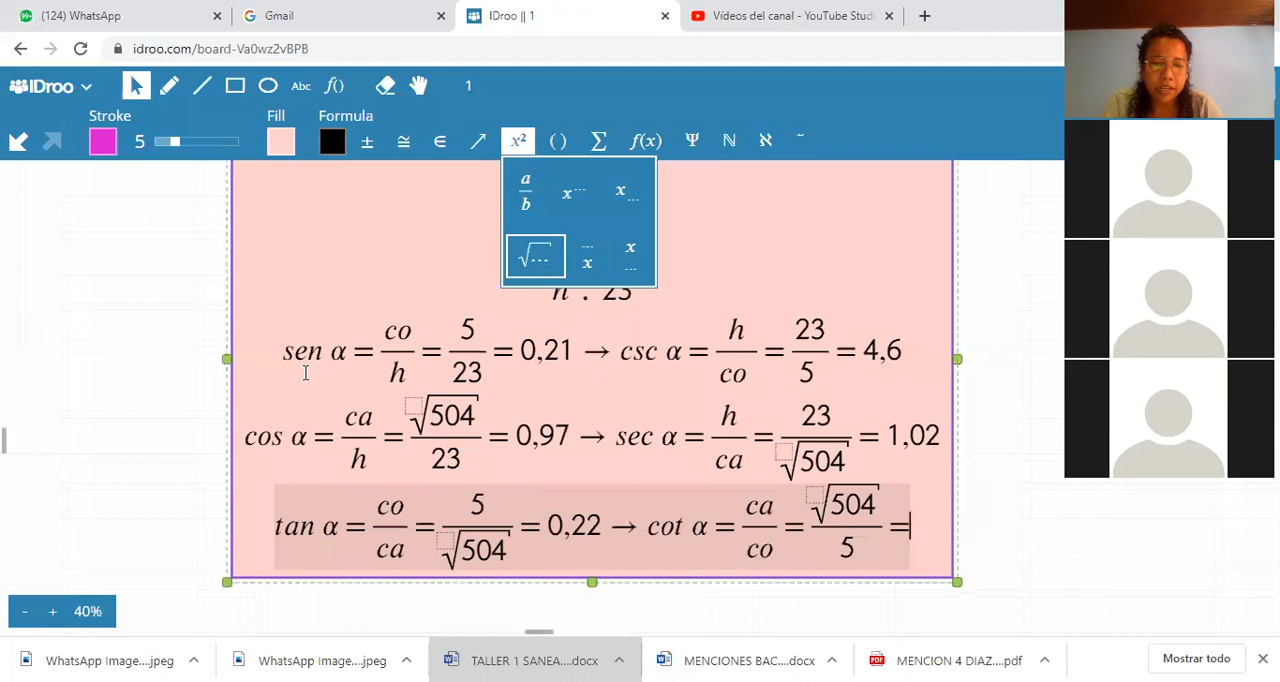 (124) WhatsApp
Gmail
IDroo || 1
Vídeos del canal - YouTube Studi
idroo.com/board-Va0wz2vBPB
IDroo
Abc
f()
1
Stroke
Fill
Formula
5
± ≅ ∈ x² ( ) ∑ f(x) Ψ ℕ ℵ ~
a/b x--- x...
√... --- x x ...
h : 23
sen α = co/h = 5/23 = 0,21 → csc α = h/co = 23/5 = 4,6
cos α = ca/h = √504/23 = 0,97 → sec α = h/ca = 23/√504 = 1,02
tan α = co/ca = 5/√504 = 0,22 → cot α = ca/co = √504/5 =
- + 40%
WhatsApp Image....jpeg
WhatsApp Image....jpeg
TALLER 1 SANEA....docx
MENCIONES BAC....docx
MENCION 4 DIAZ....pdf
Mostrar todo